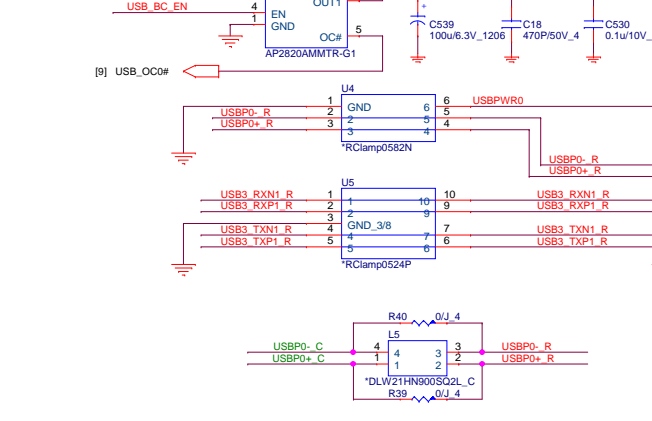 OUT1
USB_BC_EN 4 EN
1 GND
OC# 5
AP2820AMMTR-G1
+
C539
100u/6.3V_1206
C18
470P/50V_4
C530
0.1u/10V_
[9] USB_OC0#
U4
1 GND 6 6 USBPWR0
USBP0-_R 2 2 5 5
USBP0+_R 3 3 4 4
*RClamp0582N
USBP0-_R
USBP0+_R
U5
USB3_RXN1_R 1 1 10 10 USB3_RXN1_R
USB3_RXP1_R 2 2 9 9 USB3_RXP1_R
3 GND_3/8
USB3_TXN1_R 4 4 7 7 USB3_TXN1_R
USB3_TXP1_R 5 5 6 6 USB3_TXP1_R
*RClamp0524P
R40 0/J_4
L5
USBP0-_C 4 4 3 3 USBP0-_R
USBP0+_C 1 1 2 2 USBP0+_R
*DLW21HN900SQ2L_C
R39 0/J_4